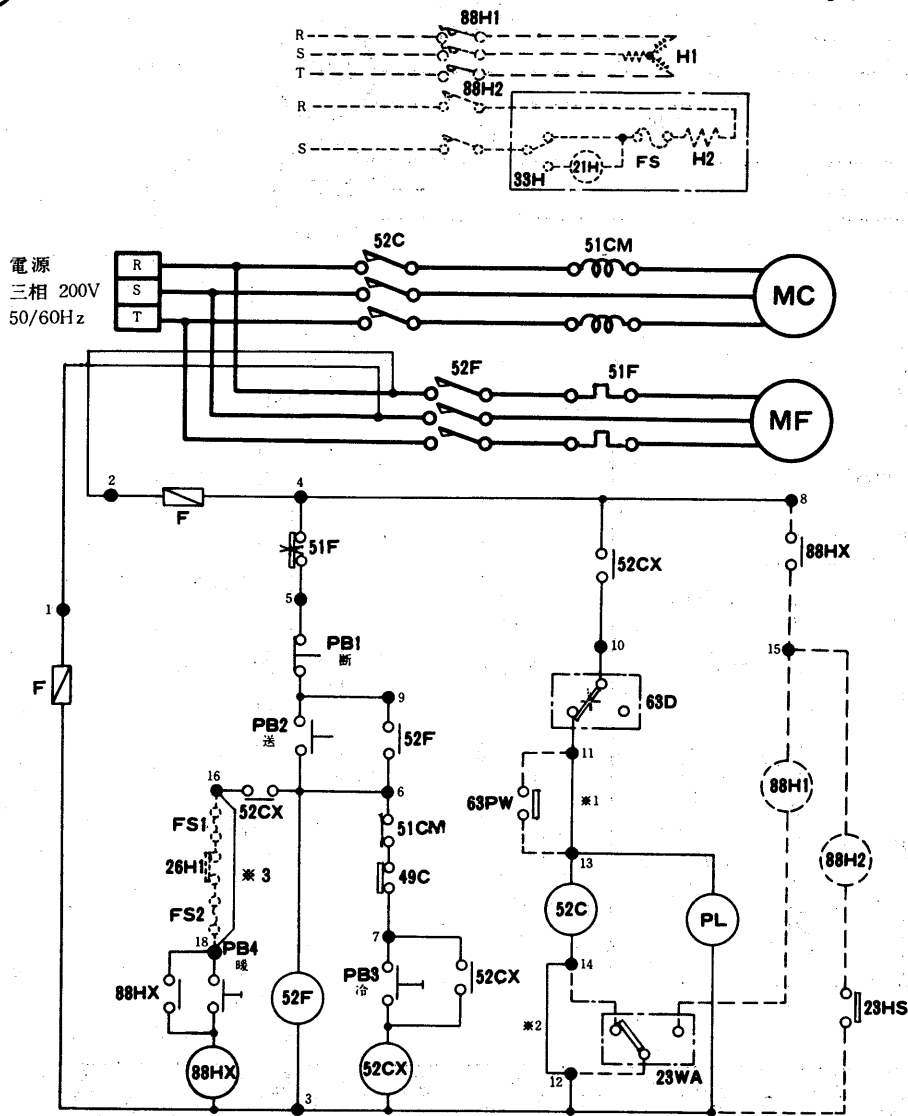 88H1
R
S
H1
T
88H2
R
S
FS
H2
33H
21H
52C
51CM
電源
三相 200V
50/60Hz
R
S
T
MC
52F
51F
MF
2
4
8
F
51F
52CX
88HX
1
5
PB1
断
10
15
F
9
63D
PB2
送
52F
11
16
52CX
6
63PW
※1
88H1
FS1
51CM
26H1
※3
49C
13
88H2
FS2
52C
PL
18
PB4
暖
7
88HX
PB3
冷
52CX
14
52F
※2
23HS
88HX
52CX
12
23WA
3